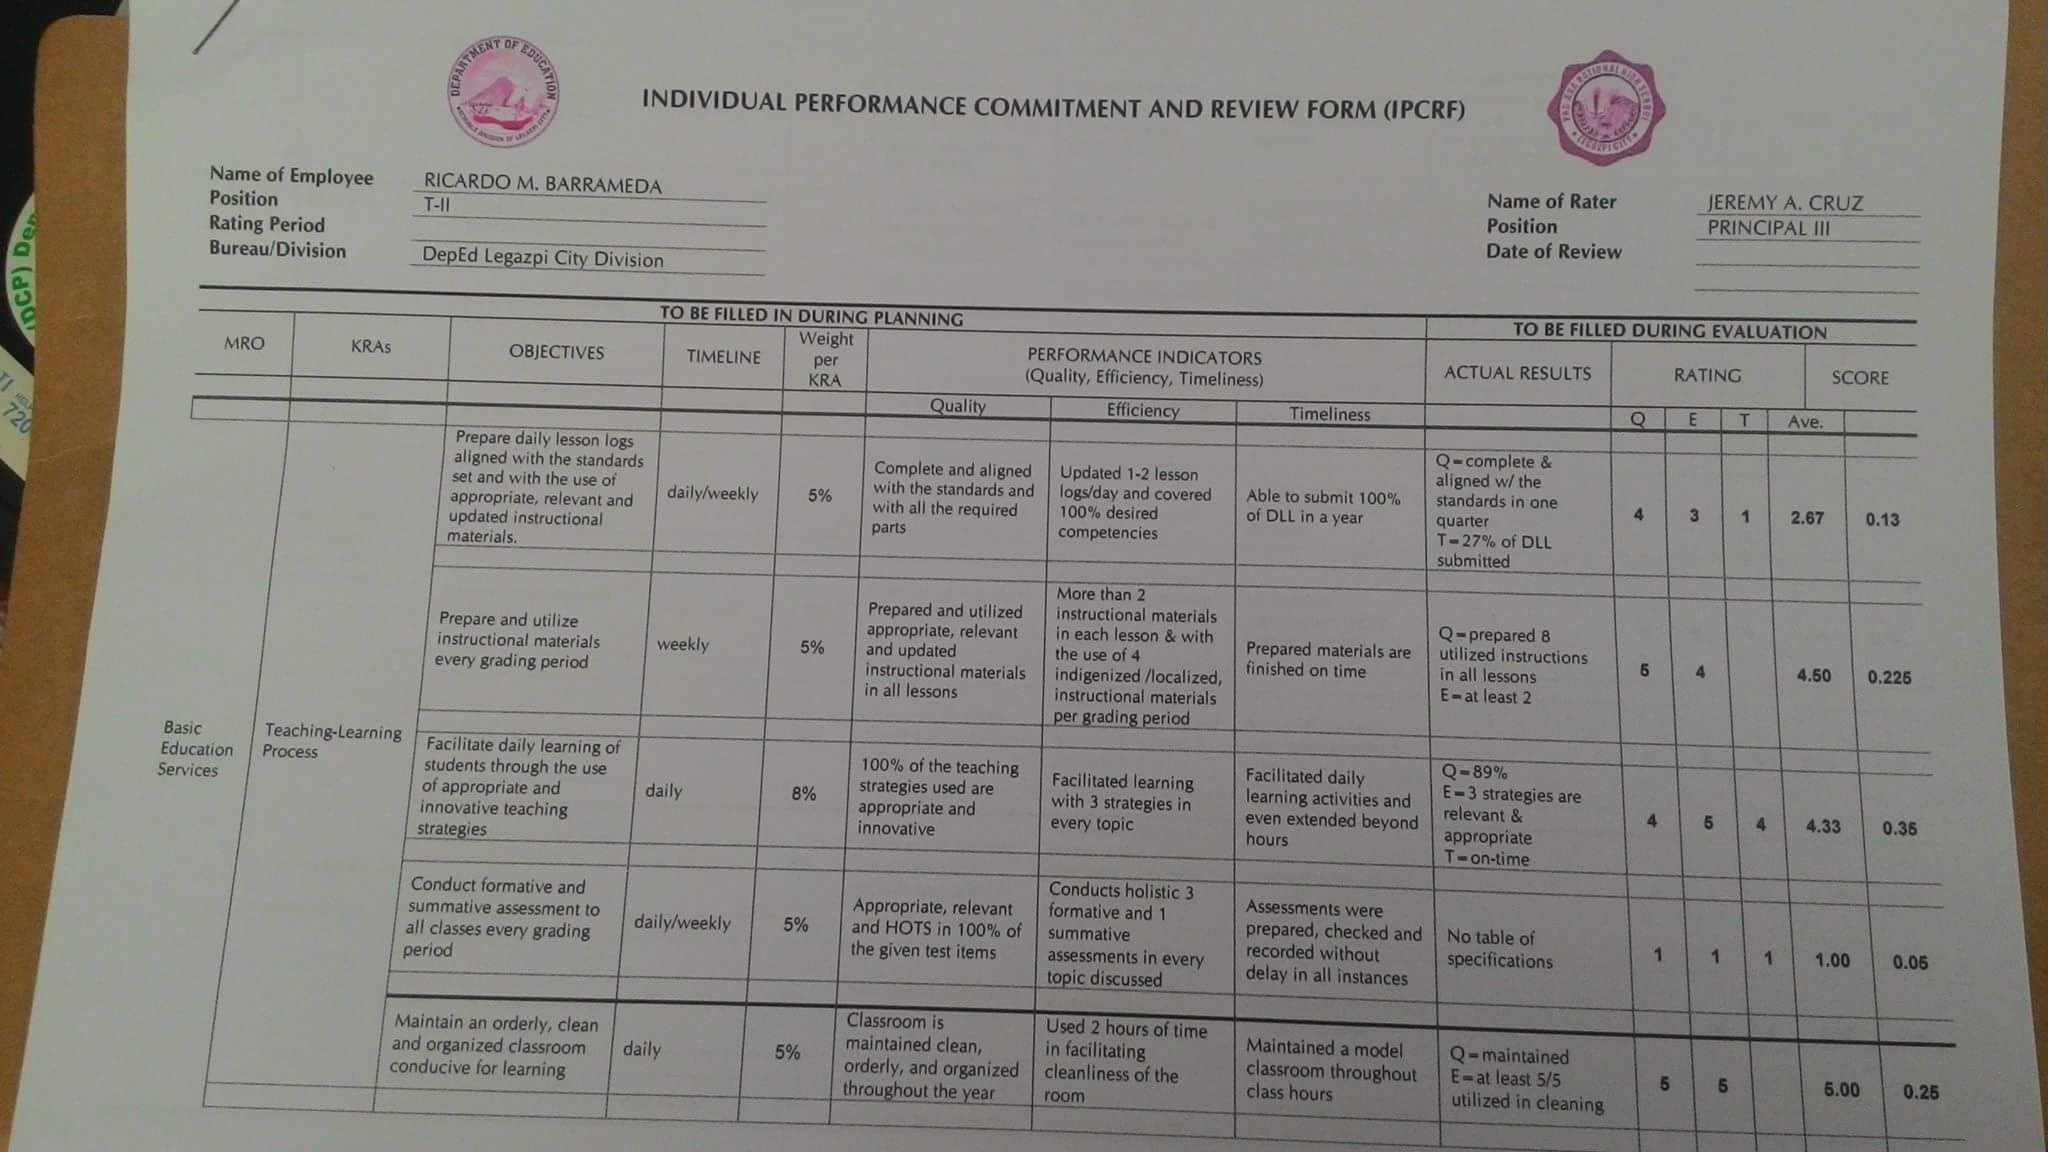 DEPARTMENT OF EDUCATION
INDIVIDUAL PERFORMANCE COMMITMENT AND REVIEW FORM (IPCRF)
Name of Employee RICARDO M. BARRAMEDA
Position T-II
Rating Period
Bureau/Division DepEd Legazpi City Division
Name of Rater JEREMY A. CRUZ
Position PRINCIPAL III
Date of Review
TO BE FILLED IN DURING PLANNING
TO BE FILLED DURING EVALUATION
MRO
KRAs
OBJECTIVES
TIMELINE
Weight
per
KRA
PERFORMANCE INDICATORS
(Quality, Efficiency, Timeliness)
ACTUAL RESULTS
RATING
SCORE
Quality
Efficiency
Timeliness
Q
E
T
Ave.
Basic
Education
Services
Teaching-Learning
Process
Prepare daily lesson logs
aligned with the standards
set and with the use of
appropriate, relevant and
updated instructional
materials.
daily/weekly
5%
Complete and aligned
with the standards and
with all the required
parts
Updated 1-2 lesson
logs/day and covered
100% desired
competencies
Able to submit 100%
of DLL in a year
Q=complete &
aligned w/ the
standards in one
quarter
T=27% of DLL
submitted
4
3
1
2.67
0.13
Prepare and utilize
instructional materials
every grading period
weekly
5%
Prepared and utilized
appropriate, relevant
and updated
instructional materials
in all lessons
More than 2
instructional materials
in each lesson & with
the use of 4
indigenized /localized,
instructional materials
per grading period
Prepared materials are
finished on time
Q=prepared 8
utilized instructions
in all lessons
E=at least 2
5
4
4.50
0.225
Facilitate daily learning of
students through the use
of appropriate and
innovative teaching
strategies
daily
8%
100% of the teaching
strategies used are
appropriate and
innovative
Facilitated learning
with 3 strategies in
every topic
Facilitated daily
learning activities and
even extended beyond
hours
Q=89%
E=3 strategies are
relevant &
appropriate
T=on-time
4
5
4
4.33
0.35
Conduct formative and
summative assessment to
all classes every grading
period
daily/weekly
5%
Appropriate, relevant
and HOTS in 100% of
the given test items
Conducts holistic 3
formative and 1
summative
assessments in every
topic discussed
Assessments were
prepared, checked and
recorded without
delay in all instances
No table of
specifications
1
1
1
1.00
0.05
Maintain an orderly, clean
and organized classroom
conducive for learning
daily
5%
Classroom is
maintained clean,
orderly, and organized
throughout the year
Used 2 hours of time
in facilitating
cleanliness of the
room
Maintained a model
classroom throughout
class hours
Q=maintained
E=at least 5/5
utilized in cleaning
5
5
5.00
0.25